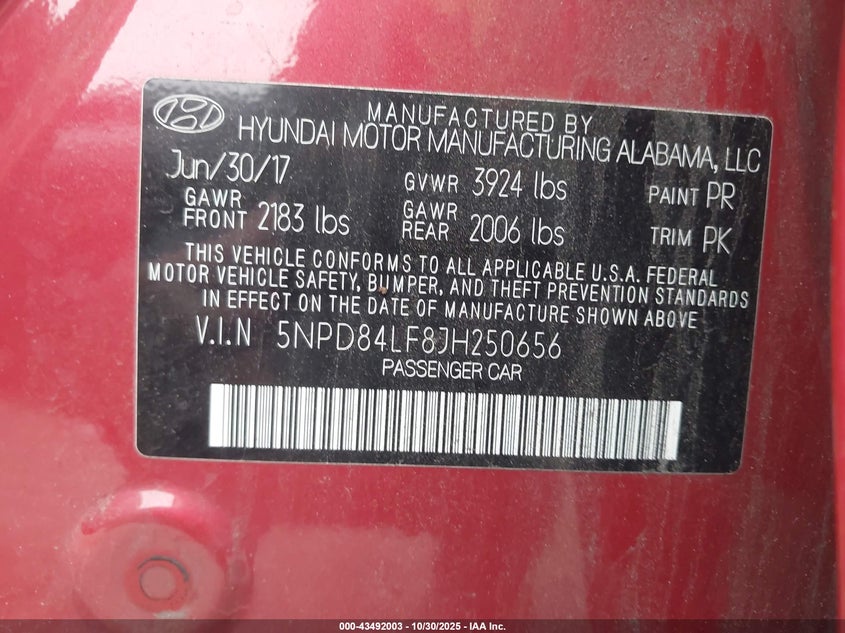 MANUFACTURED BY
HYUNDAI MOTOR MANUFACTURING ALABAMA, LLC
Jun/30/17 GVWR 3924 lbs PAINT PR
GAWR FRONT 2183 lbs GAWR REAR 2006 lbs TRIM PK
THIS VEHICLE CONFORMS TO ALL APPLICABLE U.S.A. FEDERAL
MOTOR VEHICLE SAFETY, BUMPER, AND THEFT PREVENTION STANDARDS
IN EFFECT ON THE DATE OF MANUFACTURE SHOWN ABOVE.
V.I.N 5NPD84LF8JH250656
PASSENGER CAR
000-43492003 - 10/30/2025 - IAA Inc.